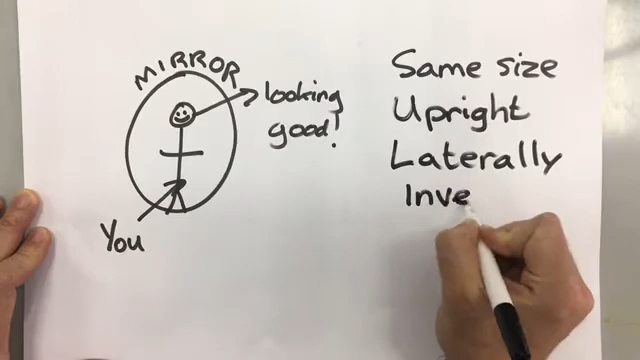 MIRROR
looking
good!
You
Same size
Upright
Laterally
Inve